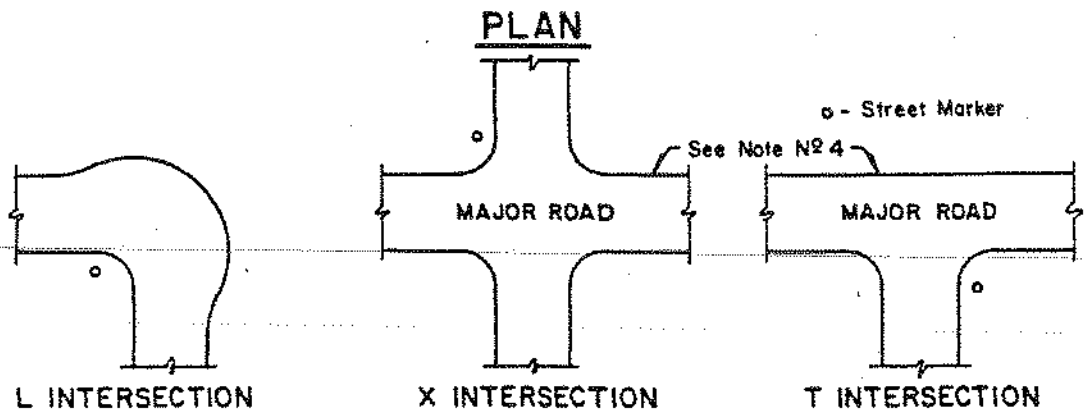 PLAN
o - Street Marker
See Note Nº 4
MAJOR ROAD
MAJOR ROAD
L INTERSECTION
X INTERSECTION
T INTERSECTION